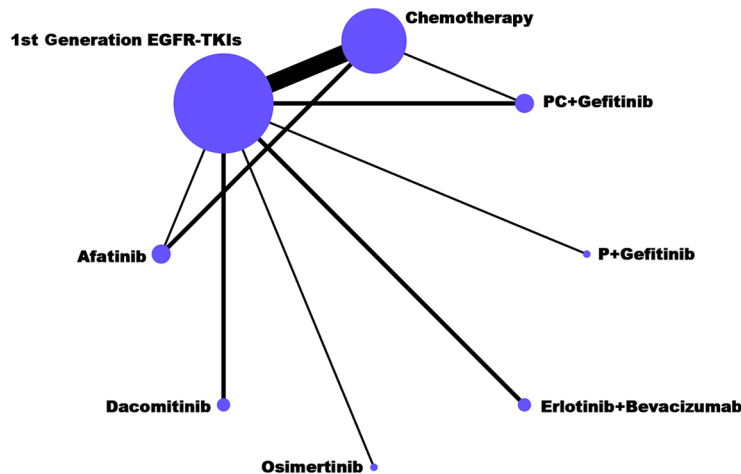 Chemotherapy
1st Generation EGFR-TKIs
PC+Gefitinib
P+Gefitinib
Afatinib
Dacomitinib
Erlotinib+Bevacizumab
Osimertinib